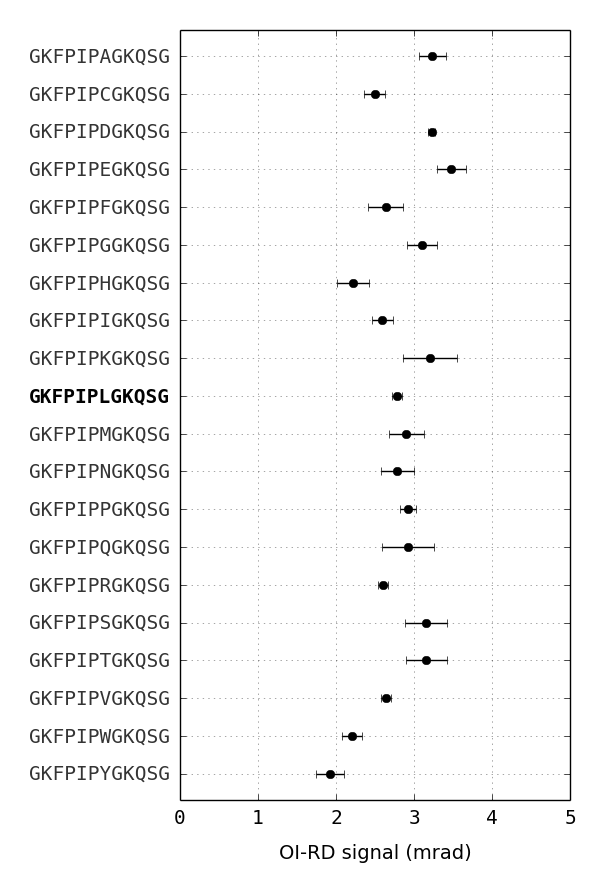 GKFPIPAGKQSG
GKFPIPCGKQSG
GKFPIPDGKQSG
GKFPIPEGKQSG
GKFPIPFGKQSG
GKFPIPGGKQSG
GKFPIPHGKQSG
GKFPIPIGKQSG
GKFPIPKGKQSG
GKFPIPLGKQSG
GKFPIPMGKQSG
GKFPIPNGKQSG
GKFPIPPGKQSG
GKFPIPQGKQSG
GKFPIPRGKQSG
GKFPIPSGKQSG
GKFPIPTGKQSG
GKFPIPVGKQSG
GKFPIPWGKQSG
GKFPIPYGKQSG
0 1 2 3 4 5
OI-RD signal (mrad)